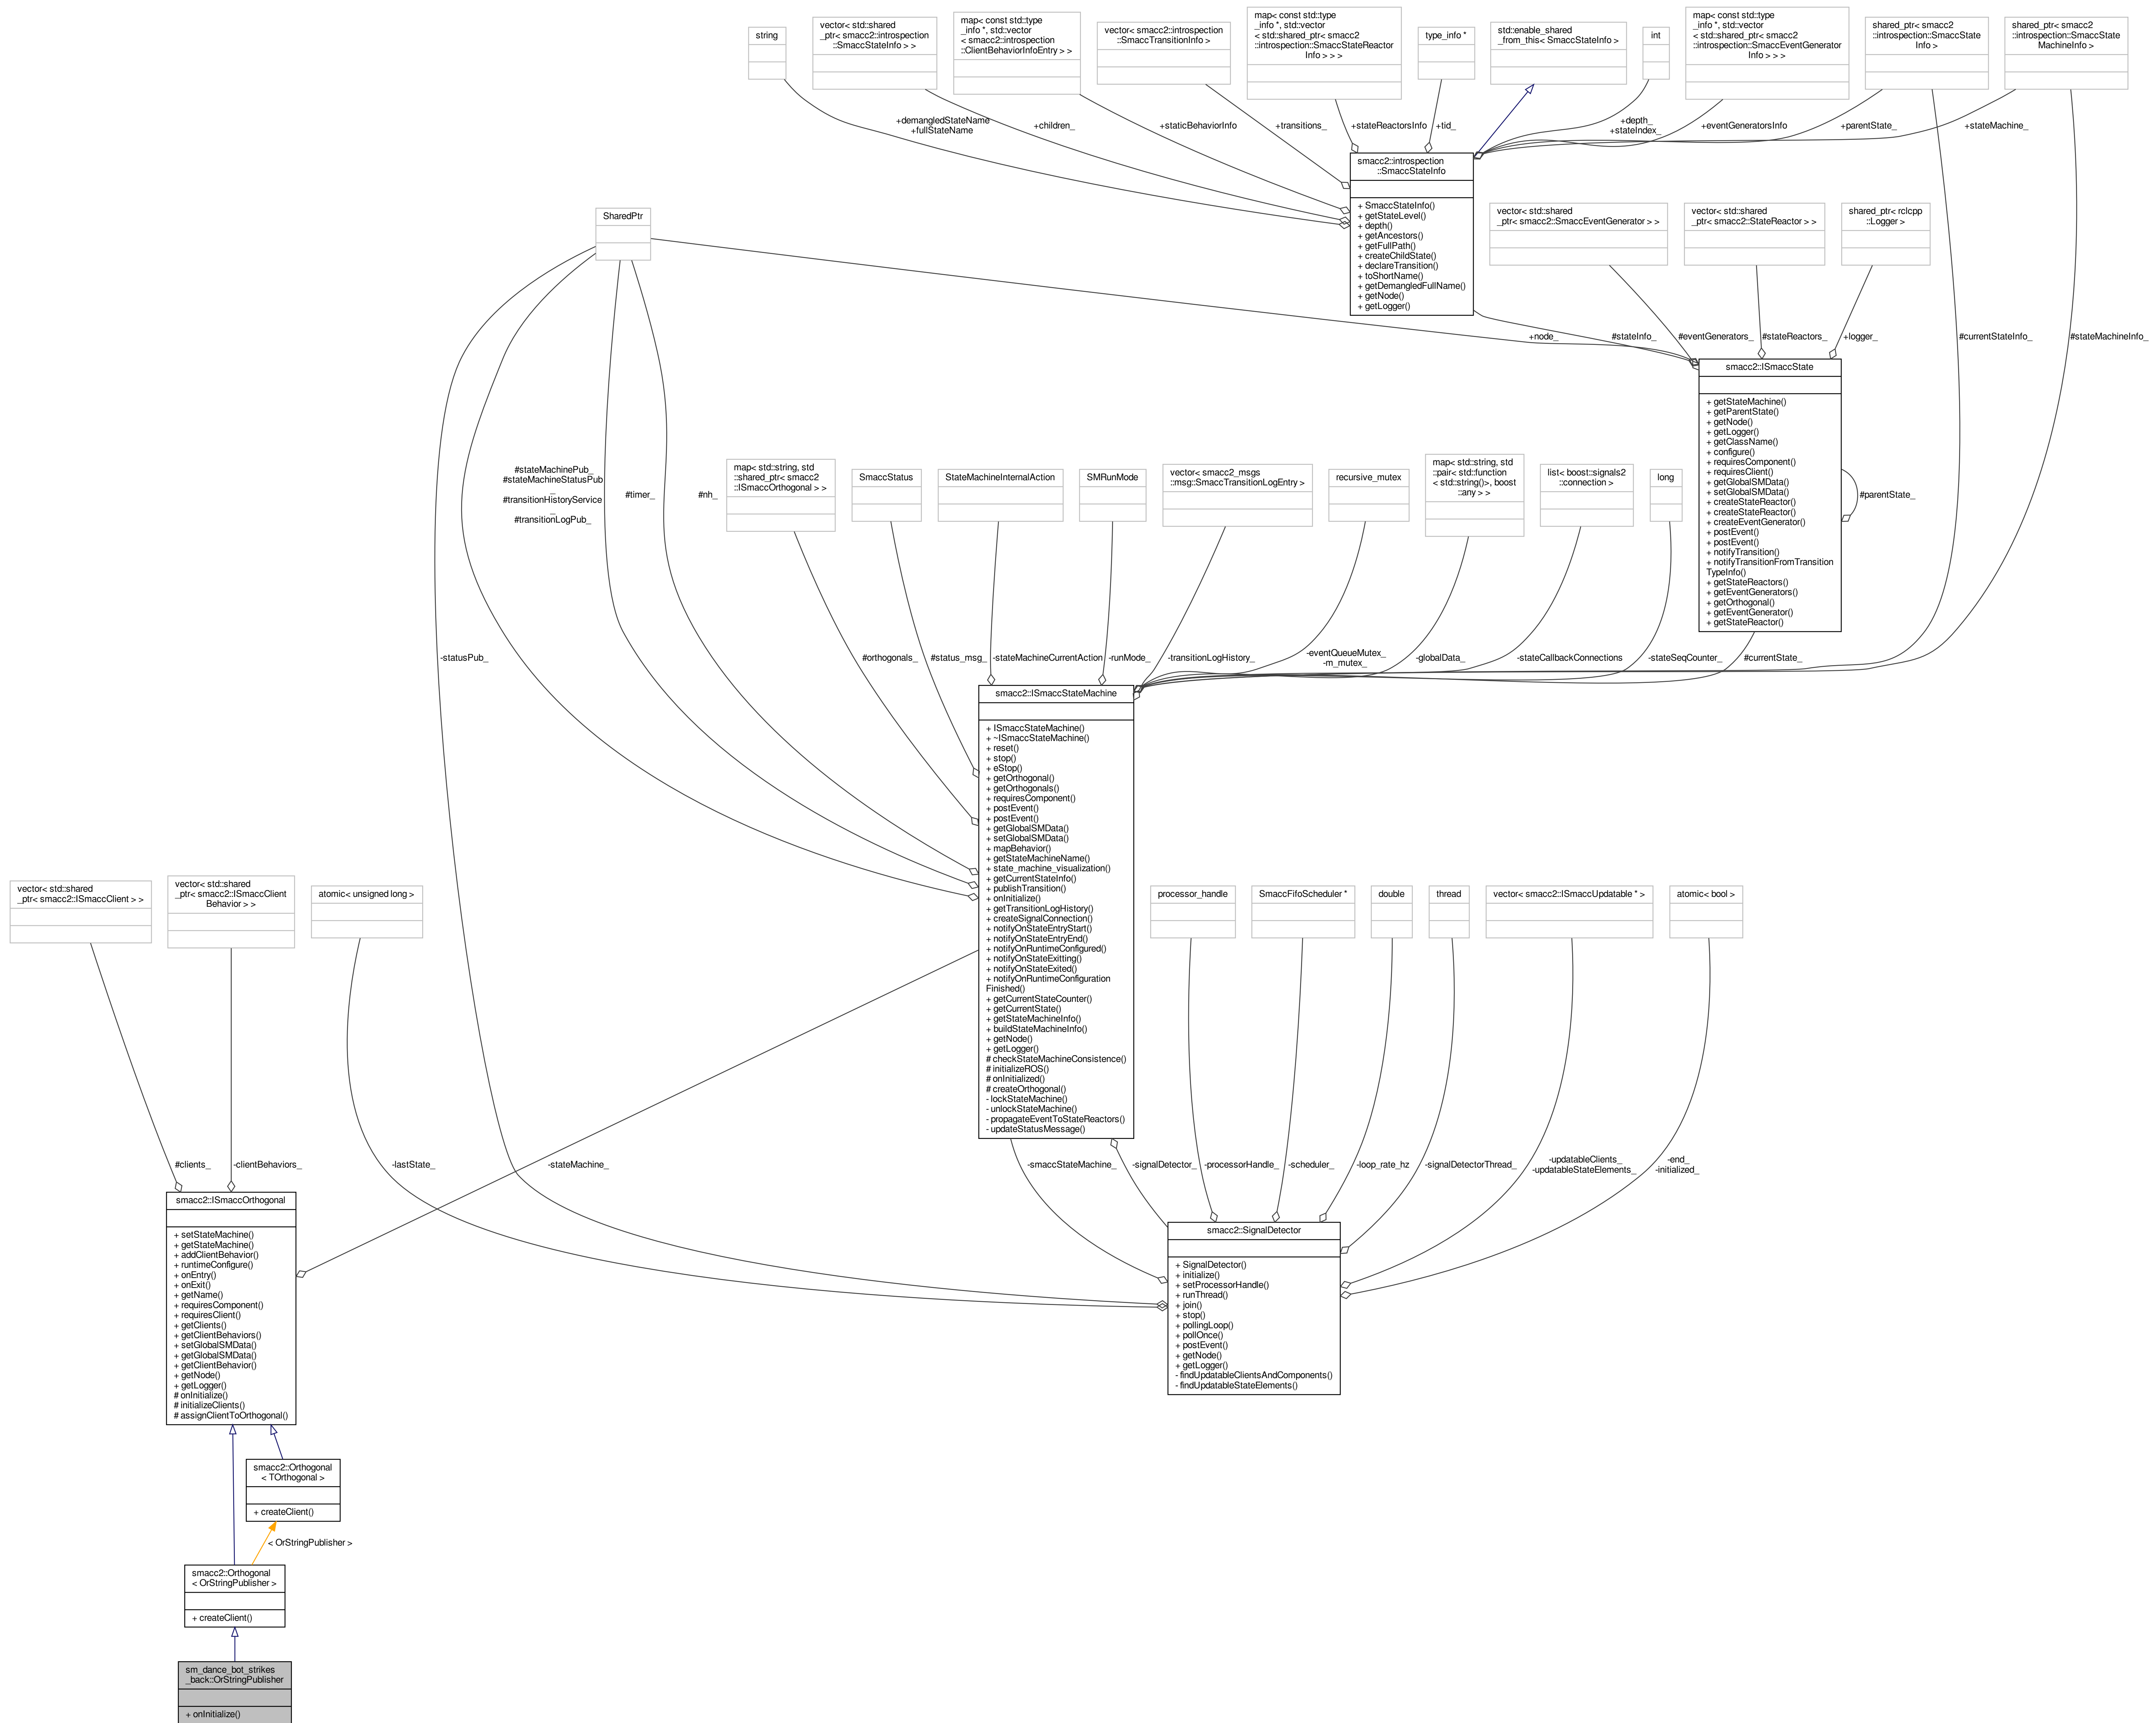 string
vector< std::shared
_ptr< smacc2::introspection
::SmaccStateInfo > >
map< const std::type
_info *, std::vector
< smacc2::introspection
::ClientBehaviorInfoEntry > >
vector< smacc2::introspection
::SmaccTransitionInfo >
map< const std::type
_info *, std::vector
< std::shared_ptr< smacc2
::introspection::SmaccStateReactor
Info > > >
type_info *
std::enable_shared
_from_this< SmaccStateInfo >
int
map< const std::type
_info *, std::vector
< std::shared_ptr< smacc2
::introspection::SmaccEventGenerator
Info > > >
shared_ptr< smacc2
::introspection::SmaccState
Info >
shared_ptr< smacc2
::introspection::SmaccState
MachineInfo >
+demangledStateName
+fullStateName
+children_
+staticBehaviorInfo
+transitions_
+stateReactorsInfo
+tid_
+depth_
+stateIndex_
+eventGeneratorsInfo
+parentState_
+stateMachine_
smacc2::introspection
::SmaccStateInfo
+ SmaccStateInfo()
+ getStateLevel()
+ depth()
+ getAncestors()
+ getFullPath()
+ createChildState()
+ declareTransition()
+ toShortName()
+ getDemangledFullName()
+ getNode()
+ getLogger()
SharedPtr
vector< std::shared
_ptr< smacc2::SmaccEventGenerator > >
vector< std::shared
_ptr< smacc2::StateReactor > >
shared_ptr< rclcpp
::Logger >
+node_
#stateInfo_
#eventGenerators_
#stateReactors_
+logger_
#currentStateInfo_
#stateMachineInfo_
smacc2::ISmaccState
+ getStateMachine()
+ getParentState()
+ getNode()
+ getLogger()
+ getClassName()
+ configure()
+ requiresComponent()
+ requiresClient()
+ getGlobalSMData()
+ setGlobalSMData()
+ createStateReactor()
+ createStateReactor()
+ createEventGenerator()
+ postEvent()
+ postEvent()
+ notifyTransition()
+ notifyTransitionFromTransition
TypeInfo()
+ getStateReactors()
+ getEventGenerators()
+ getOrthogonal()
+ getEventGenerator()
+ getStateReactor()
#parentState_
#stateMachinePub_
#stateMachineStatusPub
_
#transitionHistoryService
_
#transitionLogPub_
#timer_
#nh_
map< std::string, std
::shared_ptr< smacc2
::ISmaccOrthogonal > >
SmaccStatus
StateMachineInternalAction
SMRunMode
vector< smacc2_msgs
::msg::SmaccTransitionLogEntry >
recursive_mutex
map< std::string, std
::pair< std::function
< std::string()>, boost
::any > >
list< boost::signals2
::connection >
long
-statusPub_
#orthogonals_
#status_msg_
-stateMachineCurrentAction
-runMode_
-transitionLogHistory_
-eventQueueMutex_
-m_mutex_
-globalData_
-stateCallbackConnections
-stateSeqCounter_
#currentState_
smacc2::ISmaccStateMachine
+ ISmaccStateMachine()
+ ~ISmaccStateMachine()
+ reset()
+ stop()
+ eStop()
+ getOrthogonal()
+ getOrthogonals()
+ requiresComponent()
+ postEvent()
+ postEvent()
+ getGlobalSMData()
+ setGlobalSMData()
+ mapBehavior()
+ getStateMachineName()
+ state_machine_visualization()
+ getCurrentStateInfo()
+ publishTransition()
+ onInitialize()
+ getTransitionLogHistory()
+ createSignalConnection()
+ notifyOnStateEntryStart()
+ notifyOnStateEntryEnd()
+ notifyOnRuntimeConfigured()
+ notifyOnStateExitting()
+ notifyOnStateExited()
+ notifyOnRuntimeConfiguration
Finished()
+ getCurrentStateCounter()
+ getCurrentState()
+ getStateMachineInfo()
+ buildStateMachineInfo()
+ getNode()
+ getLogger()
# checkStateMachineConsistence()
# initializeROS()
# onInitialized()
# createOrthogonal()
- lockStateMachine()
- unlockStateMachine()
- propagateEventToStateReactors()
- updateStatusMessage()
vector< std::shared
_ptr< smacc2::ISmaccClient > >
vector< std::shared
_ptr< smacc2::ISmaccClient
Behavior > >
atomic< unsigned long >
processor_handle
SmaccFifoScheduler *
double
thread
vector< smacc2::ISmaccUpdatable * >
atomic< bool >
#clients_
-clientBehaviors_
-lastState_
-stateMachine_
-smaccStateMachine_
-signalDetector_
-processorHandle_
-scheduler_
-loop_rate_hz
-signalDetectorThread_
-updatableClients_
-updatableStateElements_
-end_
-initialized_
smacc2::ISmaccOrthogonal
+ setStateMachine()
+ getStateMachine()
+ addClientBehavior()
+ runtimeConfigure()
+ onEntry()
+ onExit()
+ getName()
+ requiresComponent()
+ requiresClient()
+ getClients()
+ getClientBehaviors()
+ setGlobalSMData()
+ getGlobalSMData()
+ getClientBehavior()
+ getNode()
+ getLogger()
# onInitialize()
# initializeClients()
# assignClientToOrthogonal()
smacc2::SignalDetector
+ SignalDetector()
+ initialize()
+ setProcessorHandle()
+ runThread()
+ join()
+ stop()
+ pollingLoop()
+ pollOnce()
+ postEvent()
+ getNode()
+ getLogger()
- findUpdatableClientsAndComponents()
- findUpdatableStateElements()
smacc2::Orthogonal
< TOrthogonal >
+ createClient()
< OrStringPublisher >
smacc2::Orthogonal
< OrStringPublisher >
+ createClient()
sm_dance_bot_strikes
_back::OrStringPublisher
+ onInitialize()